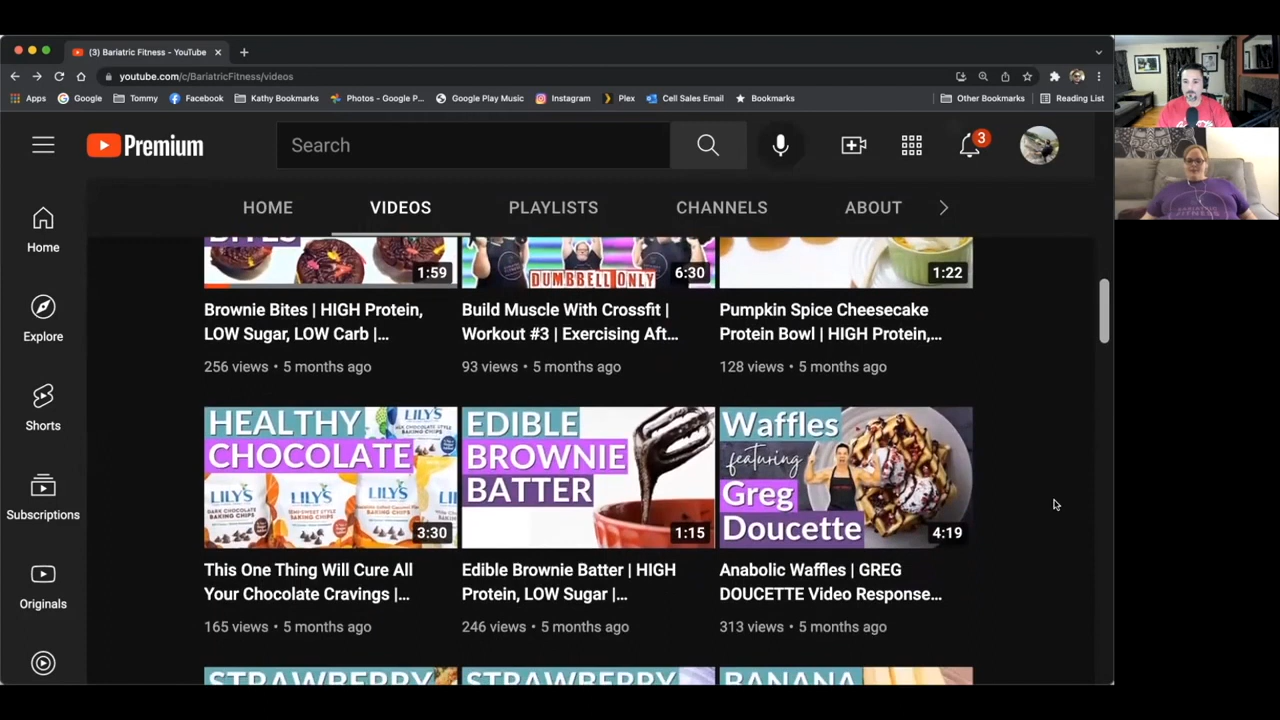 (3) Bariatric Fitness - YouTube
youtube.com/c/BariatricFitness/videos
Apps Google Tommy Facebook Kathy Bookmarks Photos - Google P... Google Play Music Instagram Plex Cell Sales Email Bookmarks Other Bookmarks Reading List
Premium
Search
3
HOME VIDEOS PLAYLISTS CHANNELS ABOUT
Home
Explore
Shorts
Subscriptions
Originals
BITES
1:59
DUMBBELL ONLY
6:30
1:22
Brownie Bites | HIGH Protein,
LOW Sugar, LOW Carb |...
256 views • 5 months ago
Build Muscle With Crossfit |
Workout #3 | Exercising Aft...
93 views • 5 months ago
Pumpkin Spice Cheesecake
Protein Bowl | HIGH Protein,...
128 views • 5 months ago
HEALTHY
CHOCOLATE
LILY'S
LILY'S
LILY'S
LILY'S
3:30
EDIBLE
BROWNIE
BATTER
1:15
Waffles
featuring
Greg
Doucette
4:19
This One Thing Will Cure All
Your Chocolate Cravings |...
165 views • 5 months ago
Edible Brownie Batter | HIGH
Protein, LOW Sugar |...
246 views • 5 months ago
Anabolic Waffles | GREG
DOUCETTE Video Response...
313 views • 5 months ago
STRAWBERRY
STRAWBERRY
BANANA
BARIATRIC
FITNESS